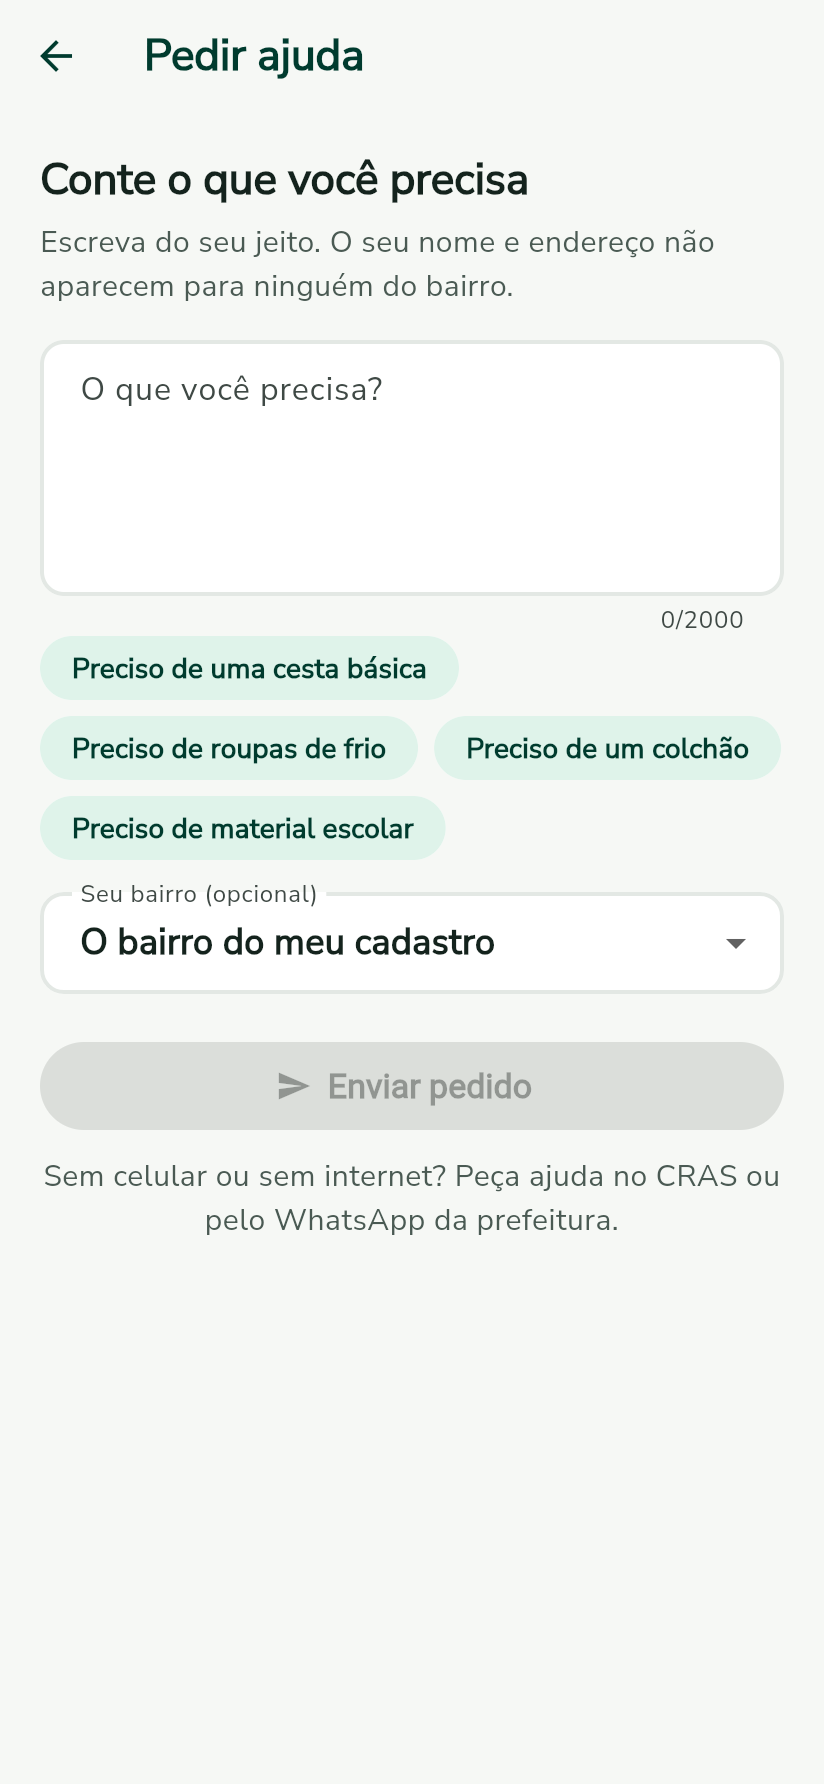 Pedir ajuda
Conte o que você precisa
Escreva do seu jeito. O seu nome e endereço não
aparecem para ninguém do bairro.
O que você precisa?
0/2000
Preciso de uma cesta básica
Preciso de roupas de frio
Preciso de um colchão
Preciso de material escolar
Seu bairro (opcional)
O bairro do meu cadastro
Enviar pedido
Sem celular ou sem internet? Peça ajuda no CRAS ou
pelo WhatsApp da prefeitura.